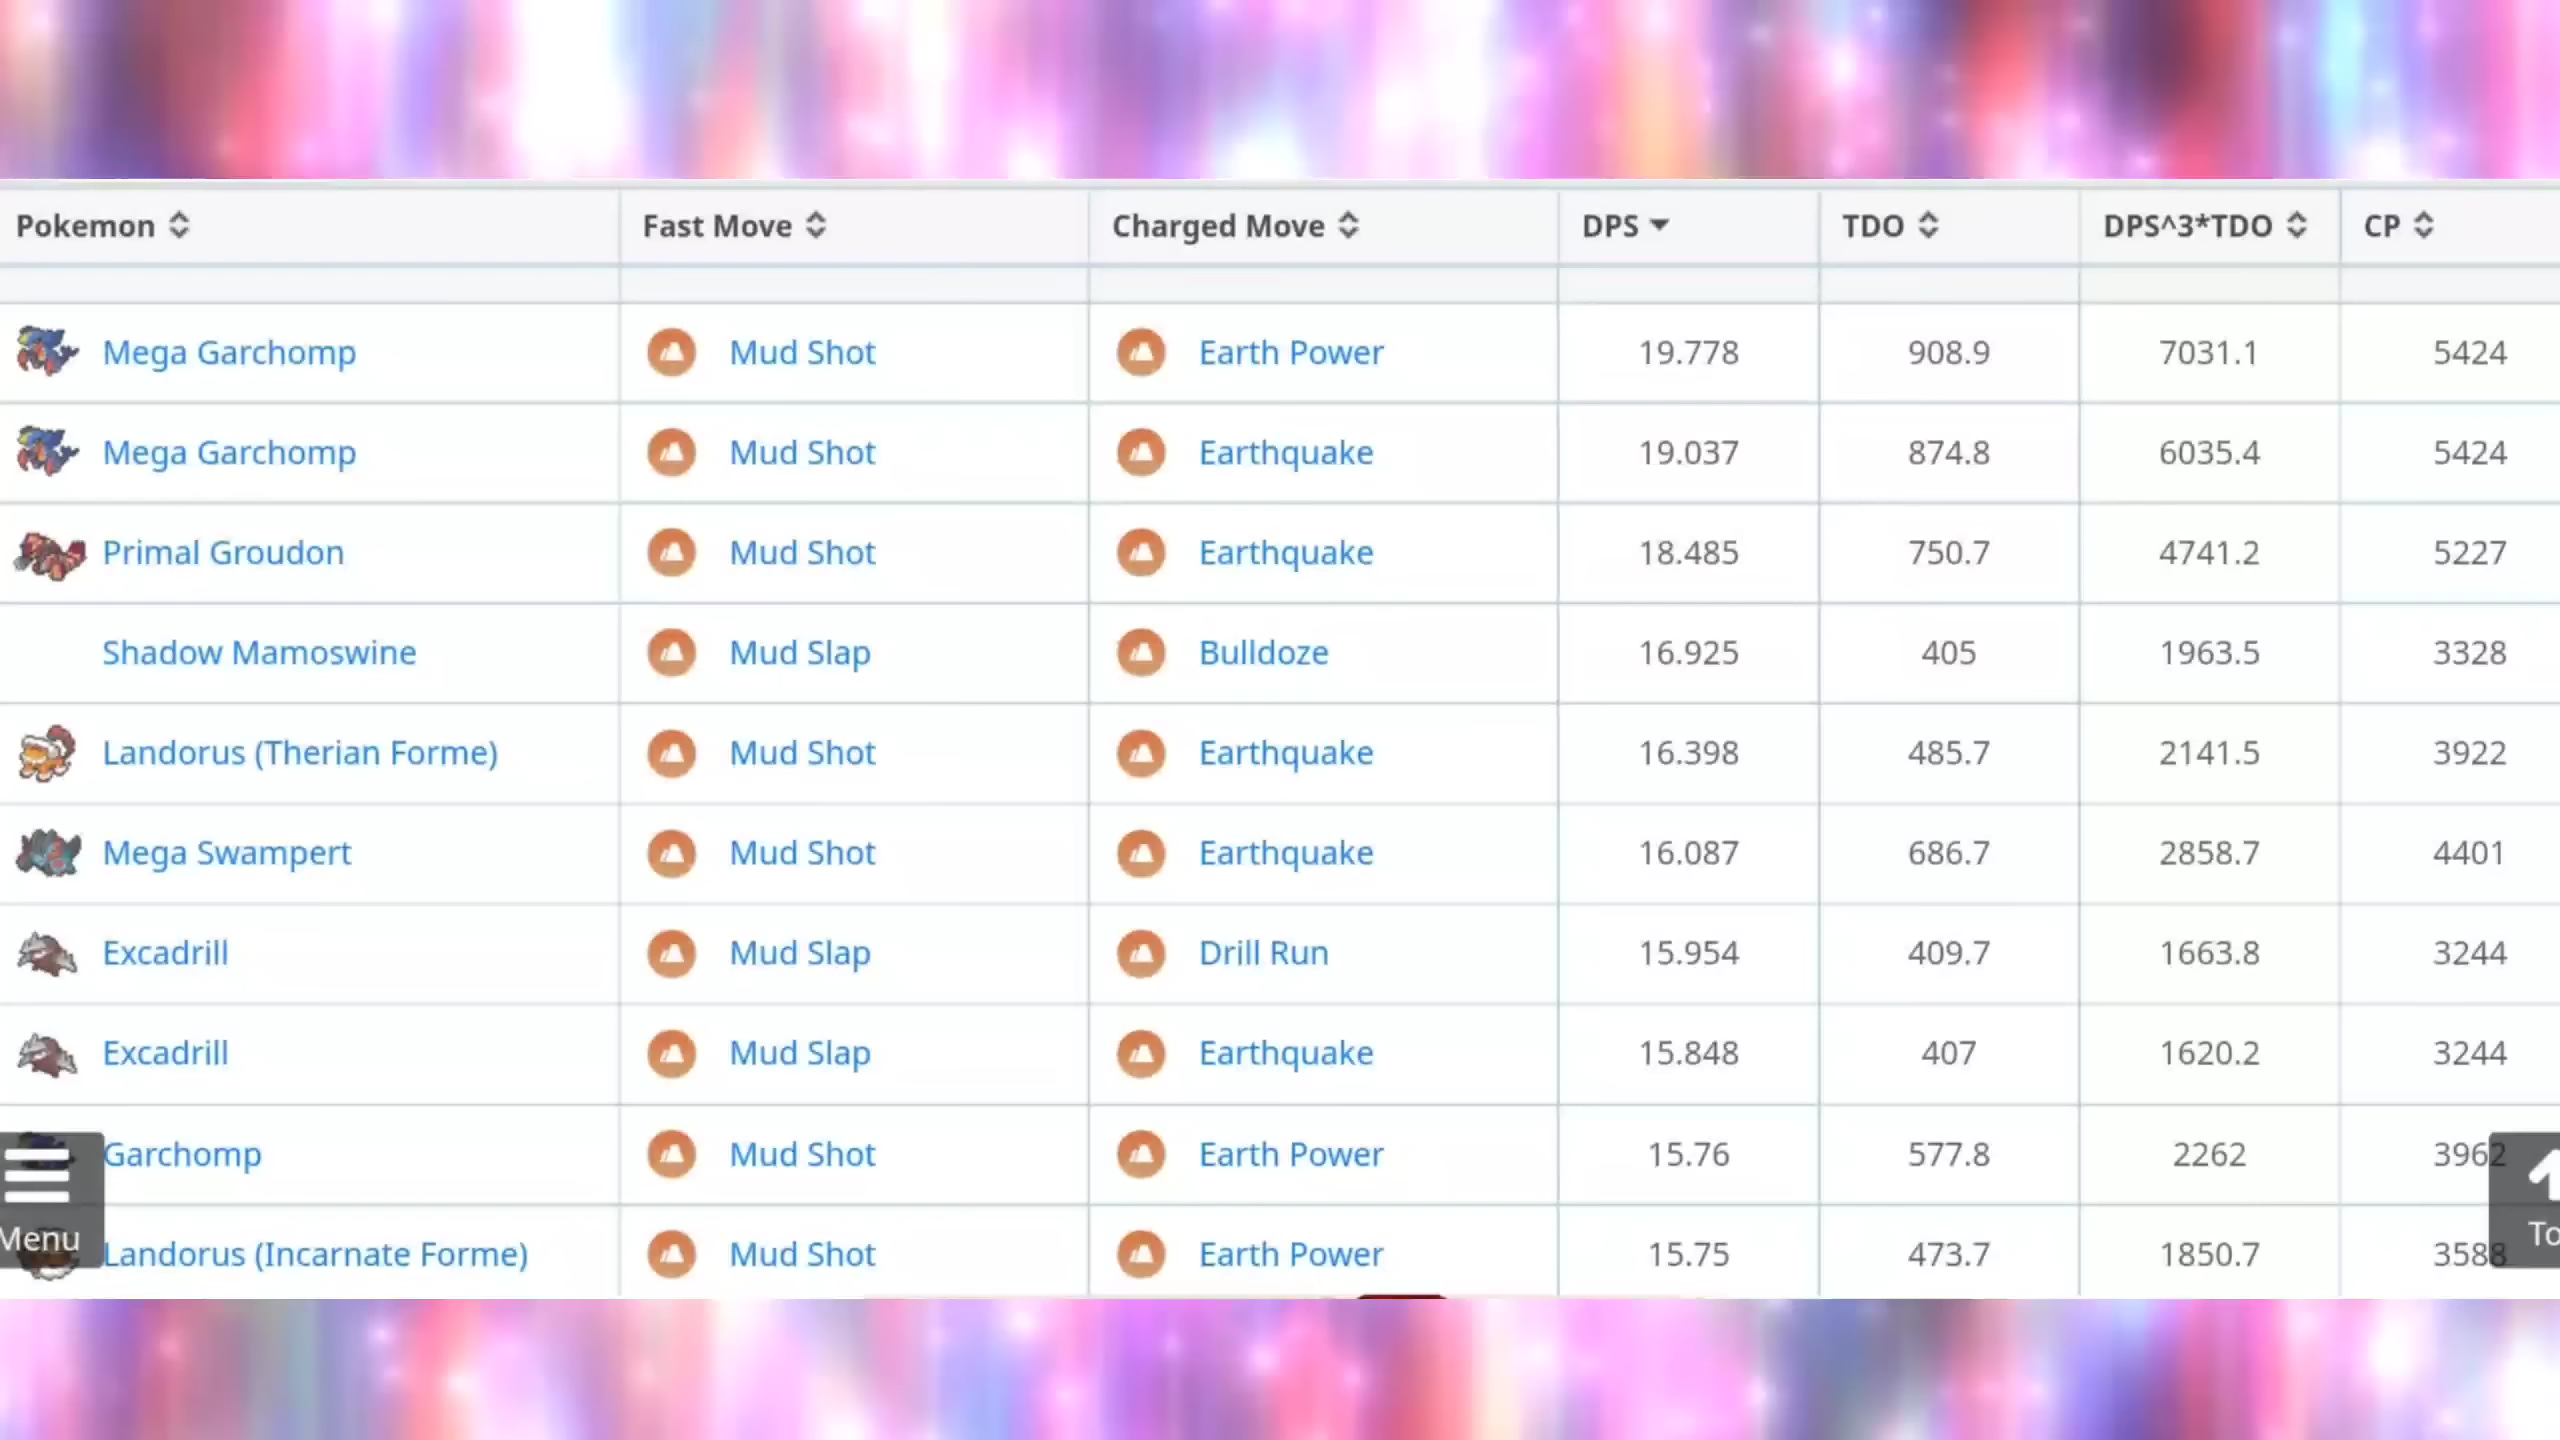 Pokemon Fast Move Charged Move DPS TDO DPS^3*TDO CP
Mega Garchomp Mud Shot Earth Power 19.778 908.9 7031.1 5424
Mega Garchomp Mud Shot Earthquake 19.037 874.8 6035.4 5424
Primal Groudon Mud Shot Earthquake 18.485 750.7 4741.2 5227
Shadow Mamoswine Mud Slap Bulldoze 16.925 405 1963.5 3328
Landorus (Therian Forme) Mud Shot Earthquake 16.398 485.7 2141.5 3922
Mega Swampert Mud Shot Earthquake 16.087 686.7 2858.7 4401
Excadrill Mud Slap Drill Run 15.954 409.7 1663.8 3244
Excadrill Mud Slap Earthquake 15.848 407 1620.2 3244
Garchomp Mud Shot Earth Power 15.76 577.8 2262 3962
Menu To
Landorus (Incarnate Forme) Mud Shot Earth Power 15.75 473.7 1850.7 3588